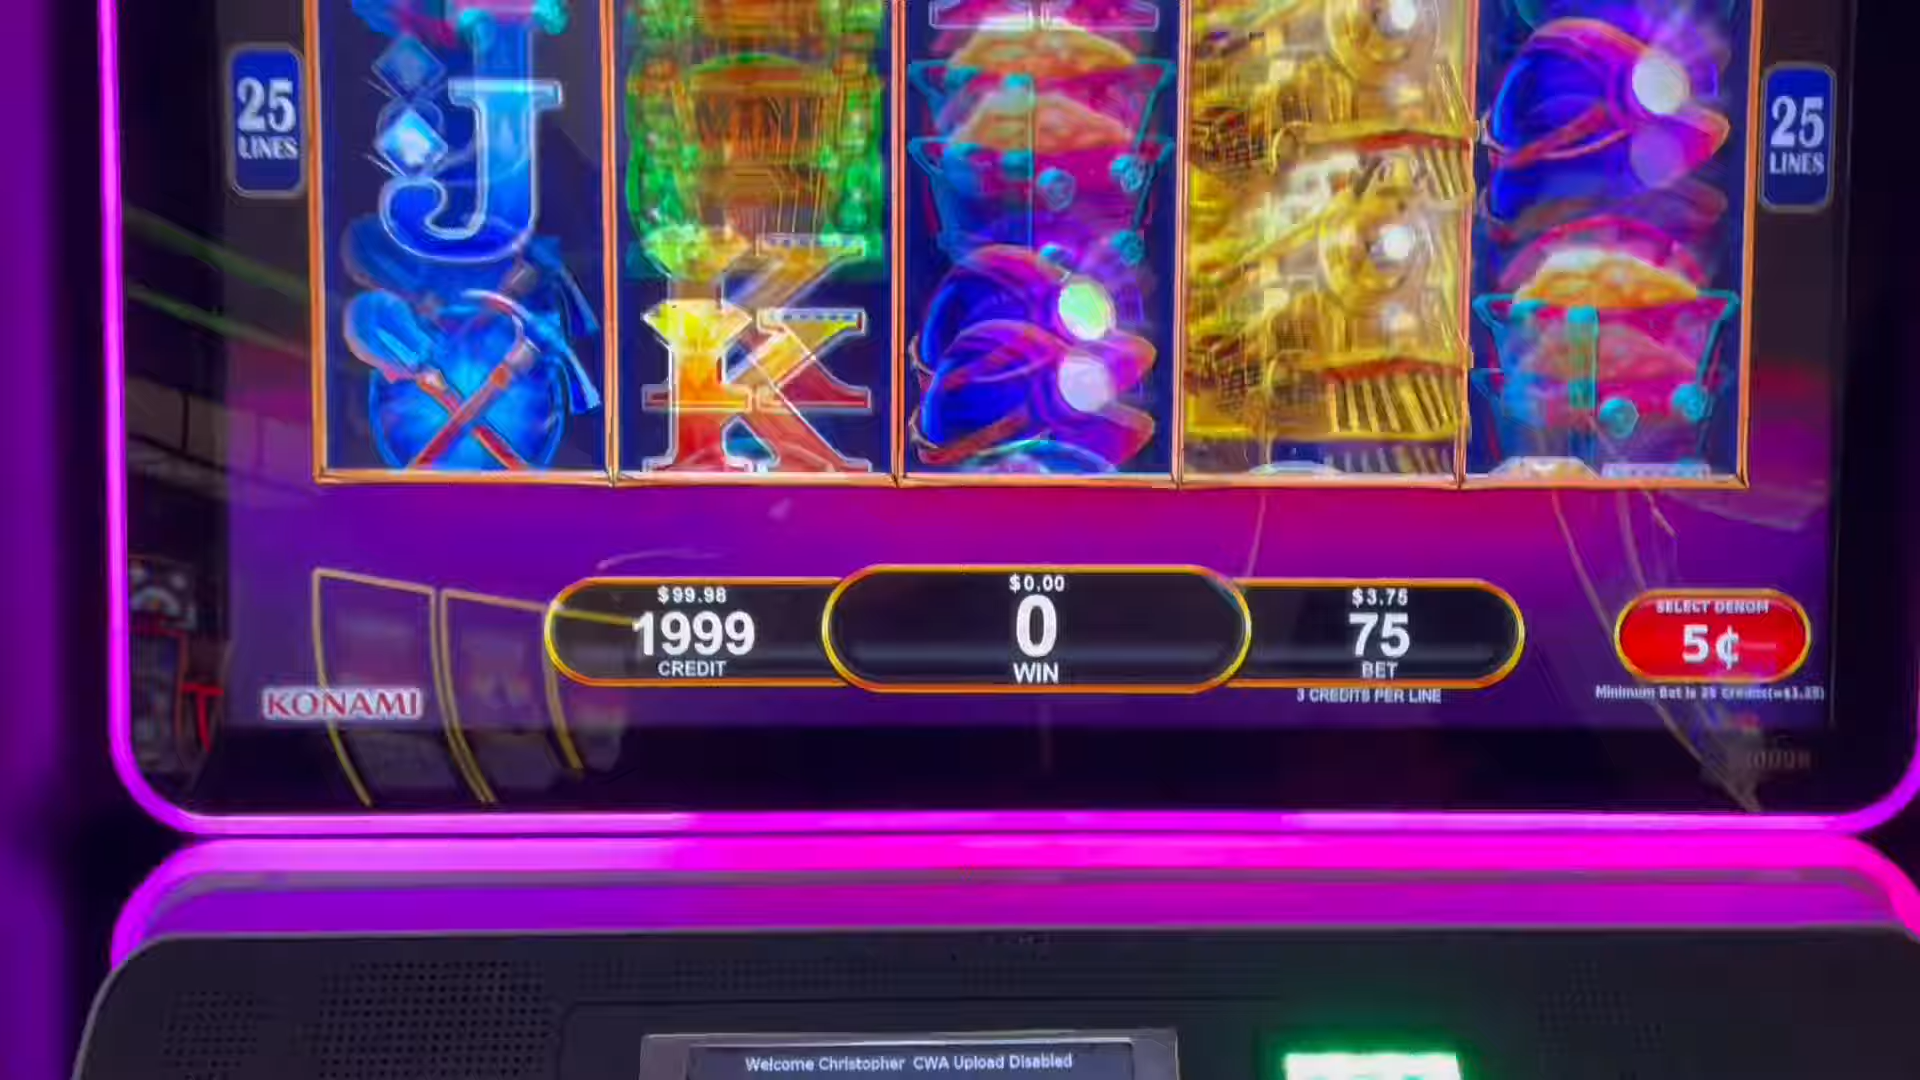 J
25
LINES
25
LINES
K
$99.98
1999
CREDIT
$0.00
0
WIN
$3.75
75
BET
3 CREDITS PER LINE
SELECT DENOM
5¢
KONAMI
Welcome Christopher CWA Upload Disabled